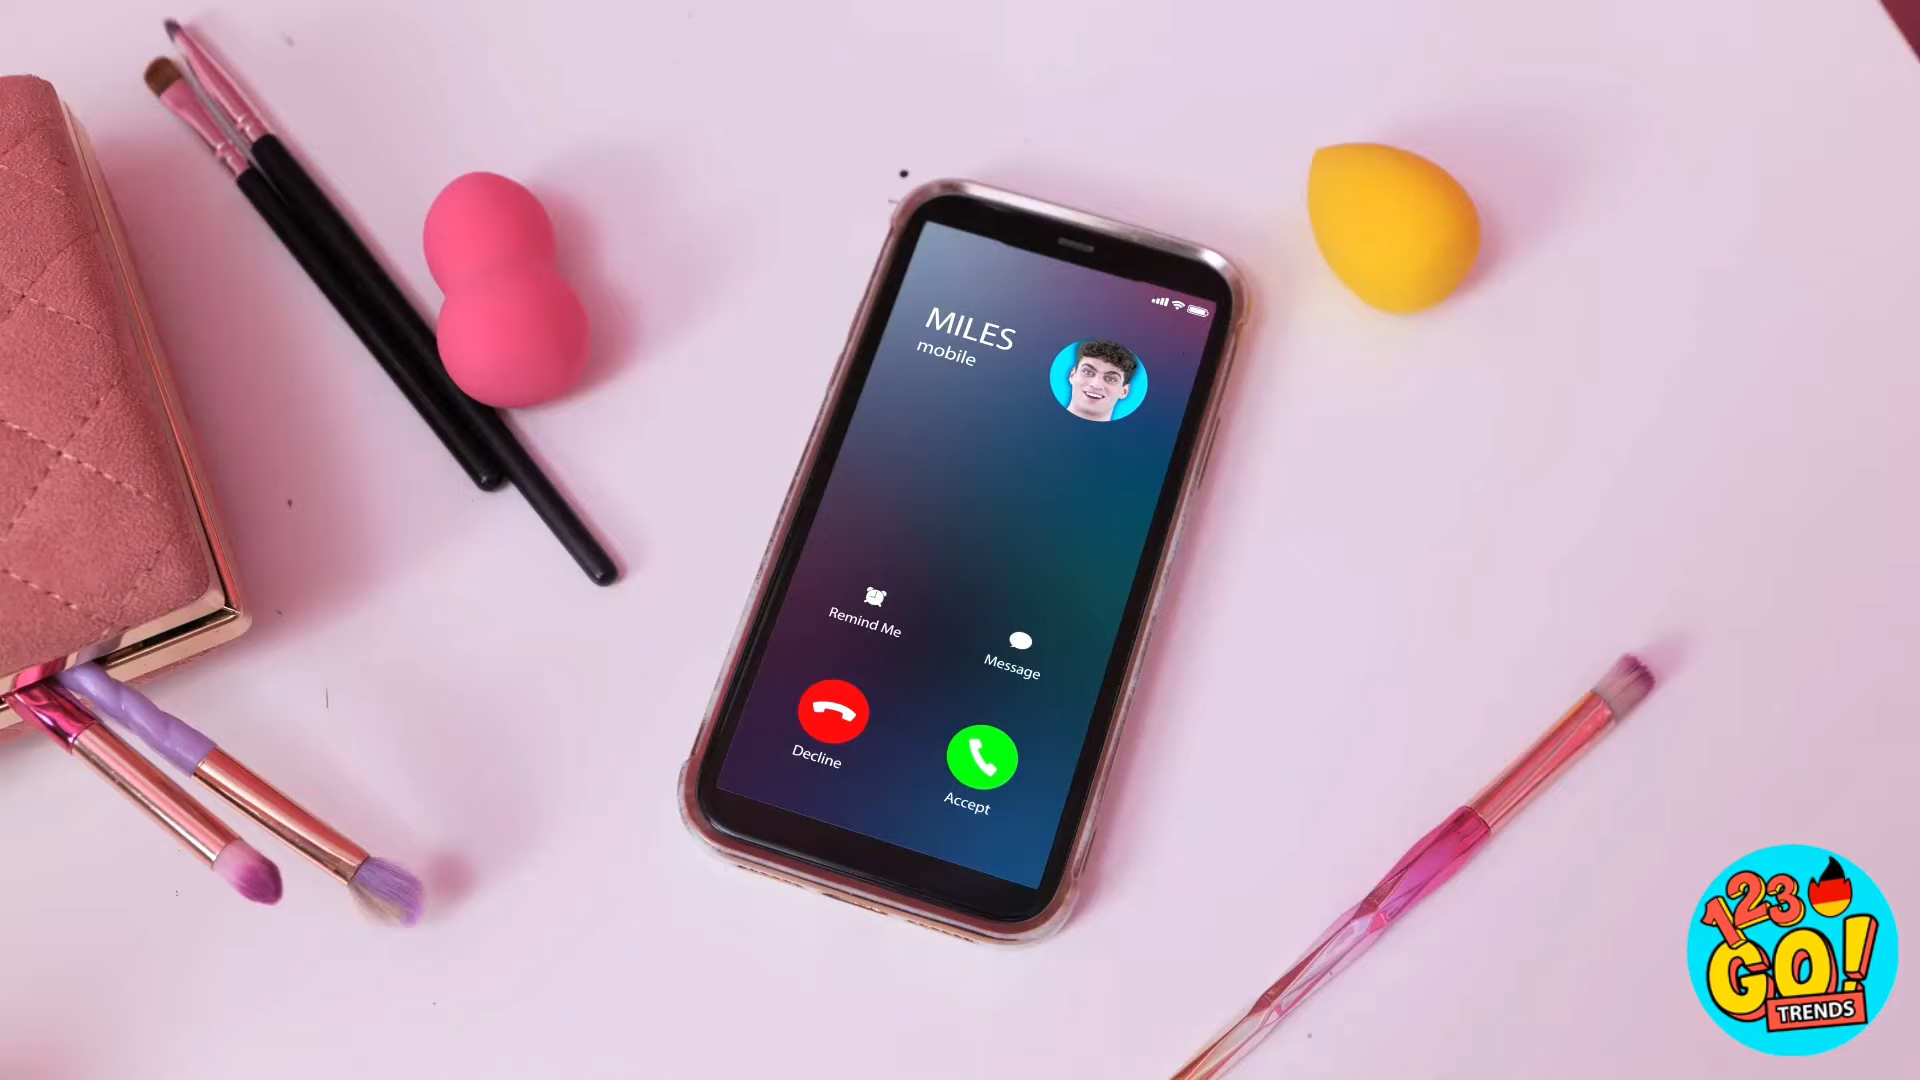 MILES
mobile
Remind Me
Message
Decline
Accept
123
GO!
TRENDS